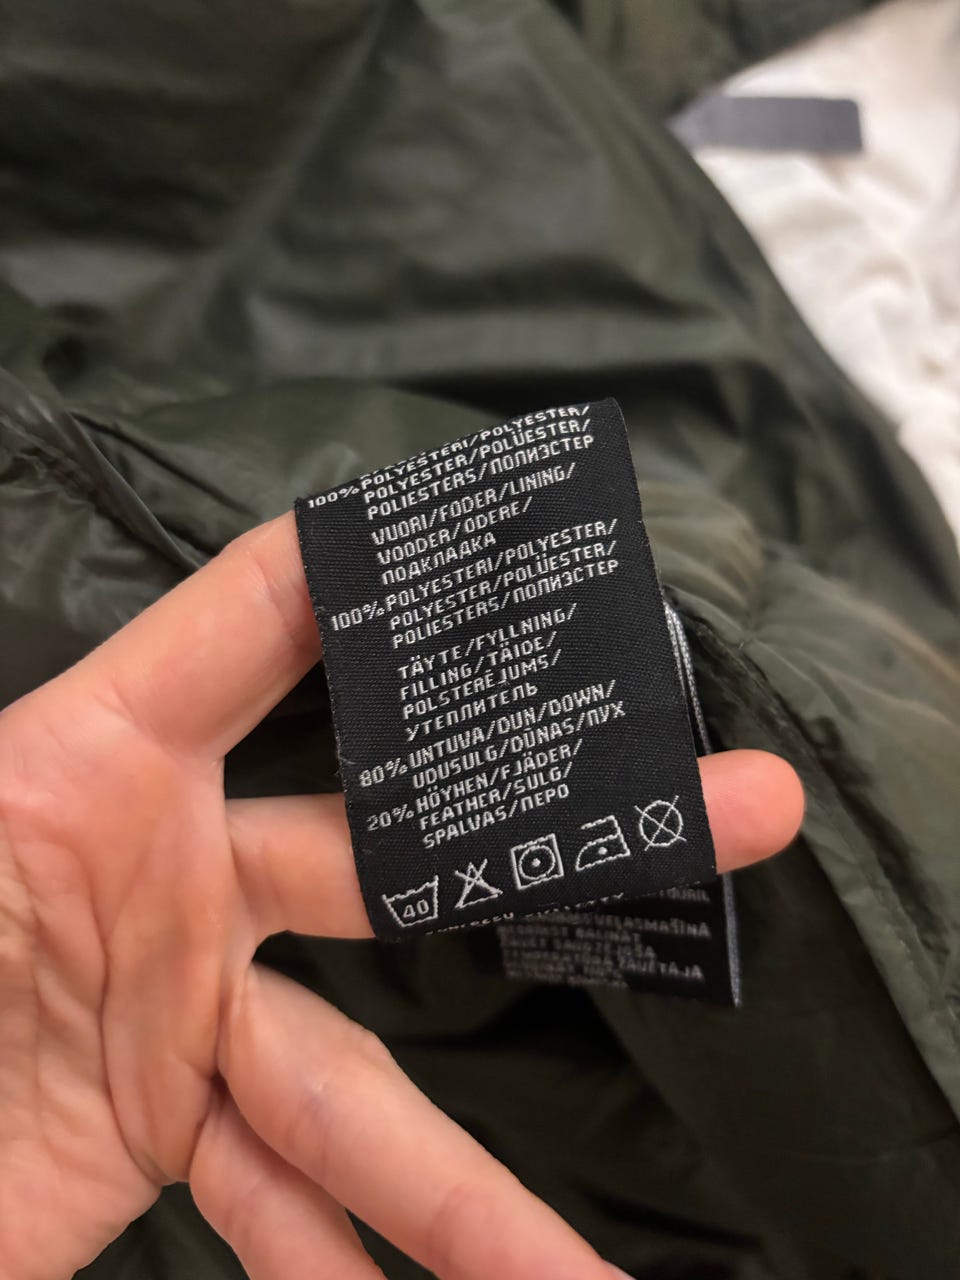 100% POLYESTERI/POLYESTER/
POLYESTER/POLÜESTER/
POLIESTERS/ПОЛИЭСТЕР
VUORI/FODER/LINING/
VOODER/ODERE/
ПОДКЛАДКА
100% POLYESTERI/POLYESTER/
POLYESTER/POLÜESTER/
POLIESTERS/ПОЛИЭСТЕР
TÄYTE/FYLLNING/
FILLING/TÄIDE/
POLSTERĒJUMS/
УТЕПЛИТЕЛЬ
80% UNTUVA/DUN/DOWN/
UDUSULG/DŪNAS/ПУХ
20% HÖYHEN/FJÄDER/
FEATHER/SULG/
SPALVAS/ПЕРО
40